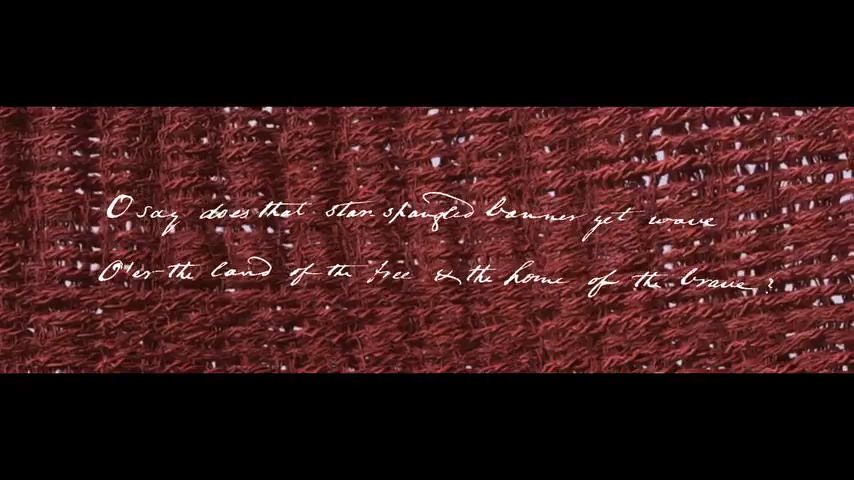 O say does that star spangled banner yet wave
O'er the land of the free & the home of the brave?